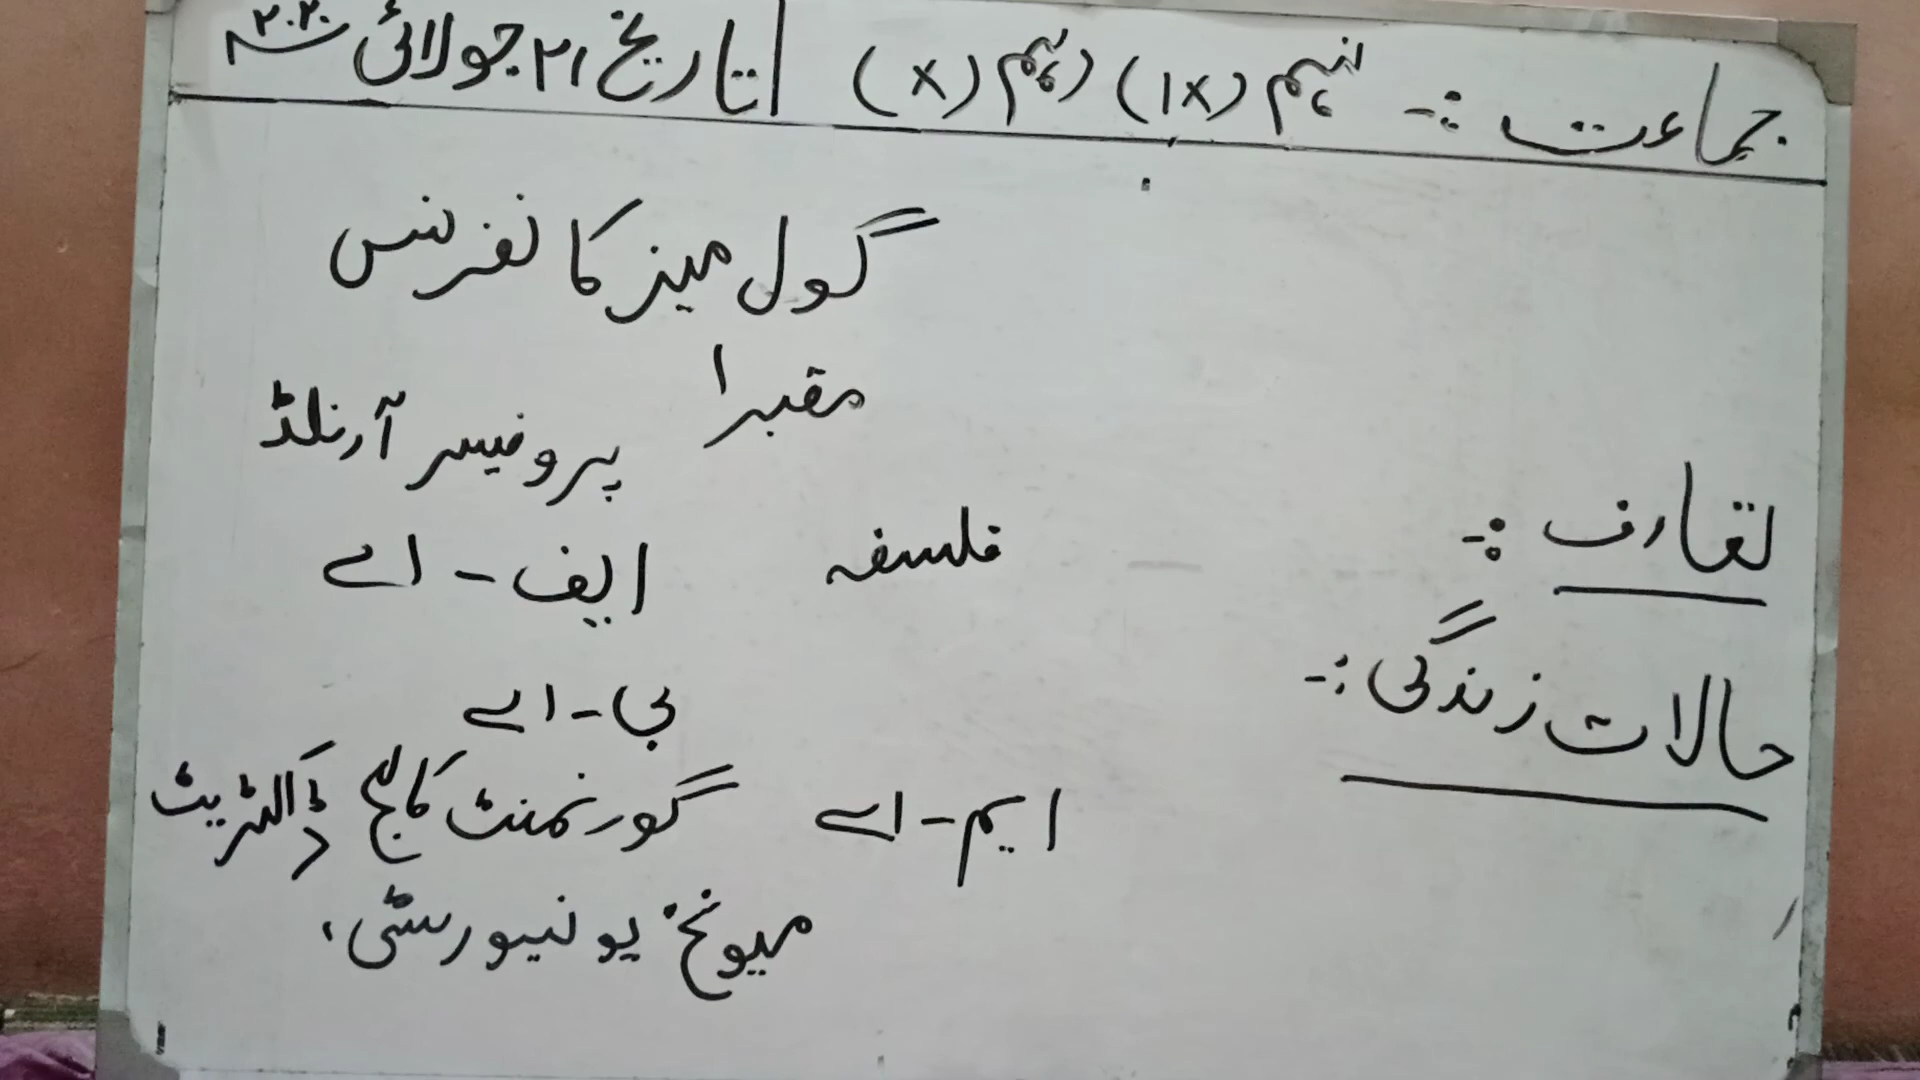 جماعت :- نہم (IX) دہم (X) تاریخ ۲۱ جولائی ۲۰۲۰ء
گول میز کانفرنس
مقبرا
پروفیسر آرنلڈ
تعارف :-
فلسفہ ایف - اے
حالات زندگی :-
بی - اے
ایم - اے گورنمنٹ کالج ڈاکٹریٹ
میونخ یونیورسٹی،